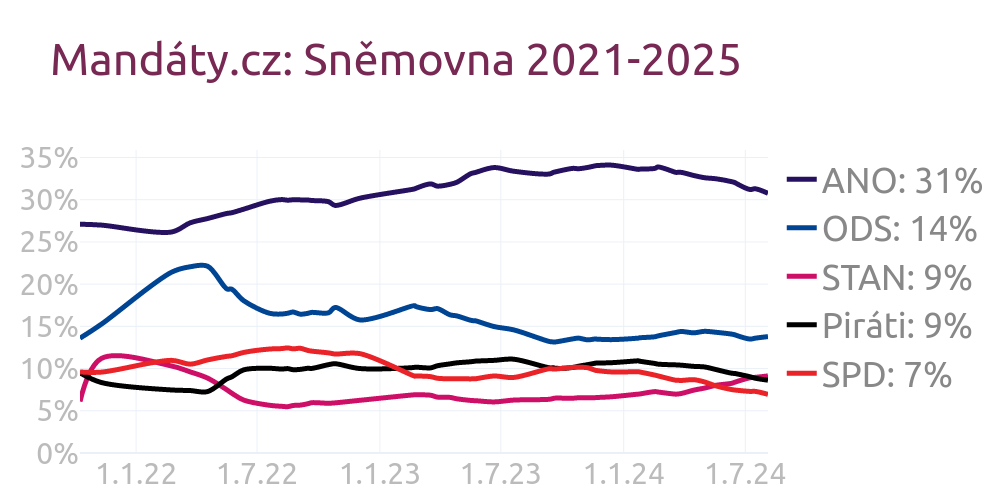 Mandáty.cz: Sněmovna 2021-2025
35%
30%
25%
20%
15%
10%
5%
0%
1.1.22 1.7.22 1.1.23 1.7.23 1.1.24 1.7.24
ANO: 31%
ODS: 14%
STAN: 9%
Piráti: 9%
SPD: 7%